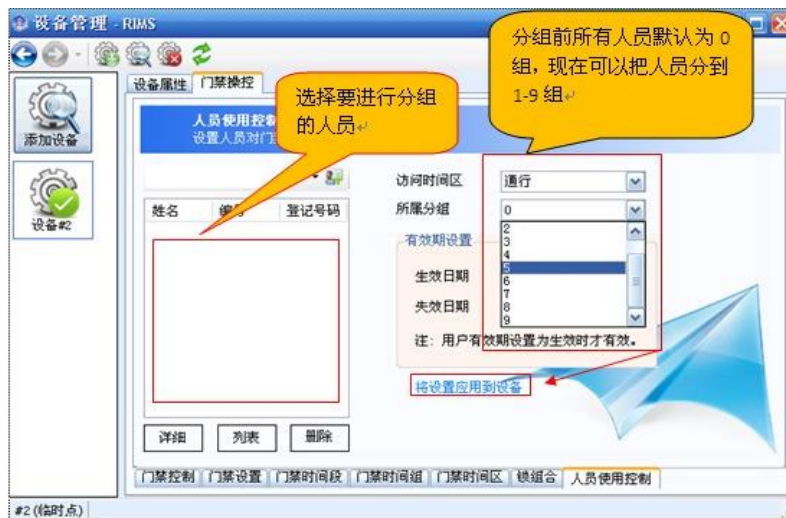 设备管理 - RIMS
分组前所有人员默认为 0
组，现在可以把人员分到
1-9 组
设备属性
门禁操控
选择要进行分组
的人员
添加设备
人员使用控制
设置人员对门
设备#2
访问时间区
通行
姓名
登记号码
所属分组
0
2
3
4
5
6
7
8
9
有效期设置
生效日期
失效日期
注: 用户有效期设置为生效时才有效。
将设置应用到设备
详细
列表
删除
门禁控制
门禁设置
门禁时间段
门禁时间组
门禁时间区
锁组合
人员使用控制
#2(临时点)